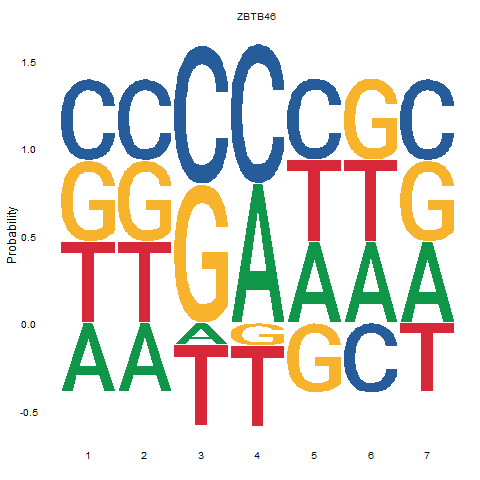 ZBTB46
1.5
1.0
0.5
0.0
-0.5
Probability
C C C C C G C
G G G A T T G
T T A G A A A
A A T T G C T
1 2 3 4 5 6 7